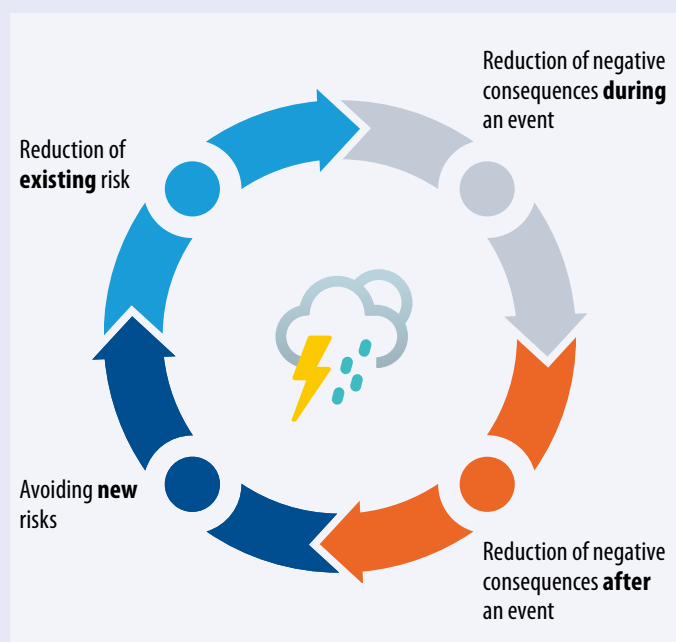 Reduction of negative
consequences during
an event
Reduction of
existing risk
Avoiding new
risks
Reduction of negative
consequences after
an event